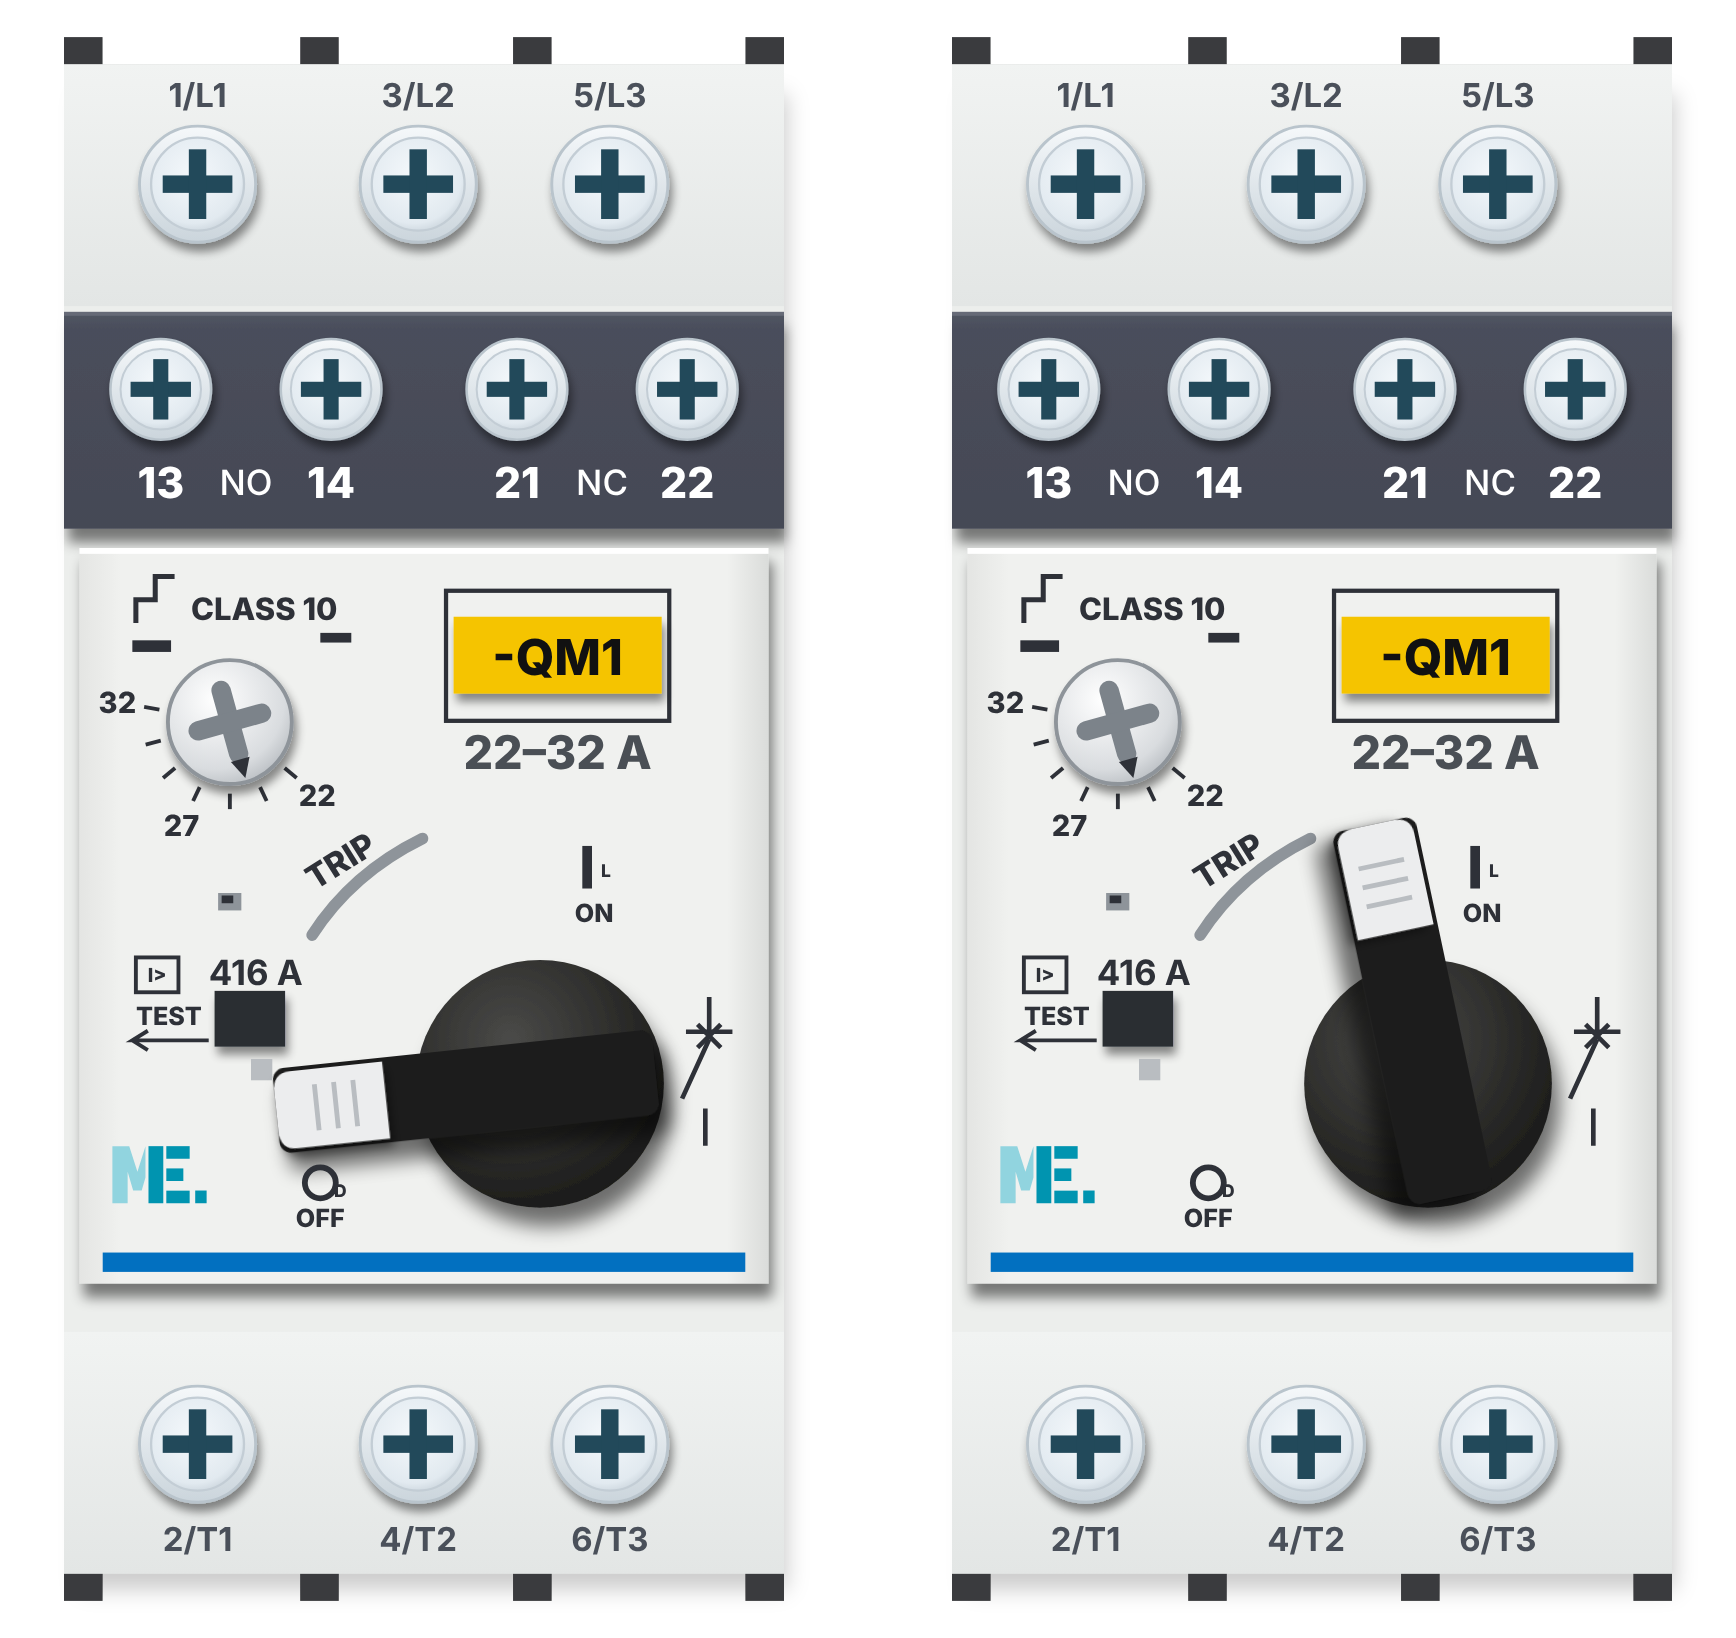 1/L1 3/L2 5/L3
13 NO 14 21 NC 22
CLASS 10
-QM1
32
22–32 A
22
27
TRIP
L
ON
I> 416 A
TEST
ME.
D
OFF
2/T1 4/T2 6/T3
1/L1 3/L2 5/L3
13 NO 14 21 NC 22
CLASS 10
-QM1
32
22–32 A
22
27
TRIP
L
ON
I> 416 A
TEST
ME.
D
OFF
2/T1 4/T2 6/T3